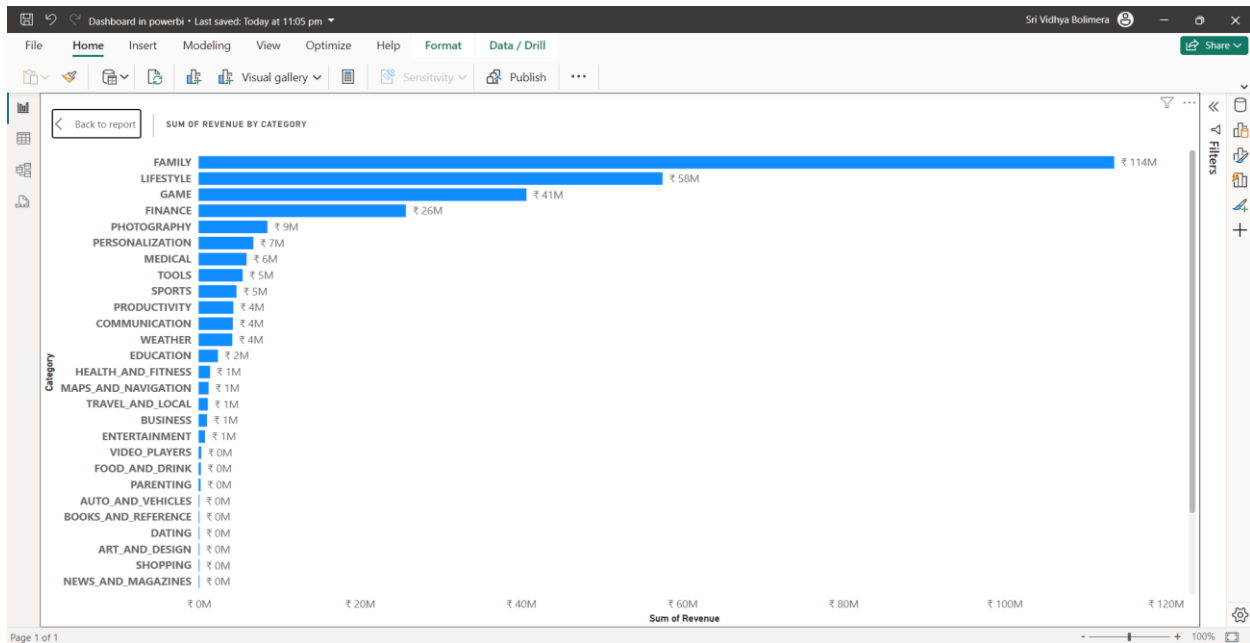 Dashboard in powerbi • Last saved: Today at 11:05 pm
Sri Vidhya Bolimera
File Home Insert Modeling View Optimize Help Format Data / Drill
Share
Visual gallery
Sensitivity
Publish
Back to report
SUM OF REVENUE BY CATEGORY
Filters
Category
FAMILY ₹ 114M
LIFESTYLE ₹ 58M
GAME ₹ 41M
FINANCE ₹ 26M
PHOTOGRAPHY ₹ 9M
PERSONALIZATION ₹ 7M
MEDICAL ₹ 6M
TOOLS ₹ 5M
SPORTS ₹ 5M
PRODUCTIVITY ₹ 4M
COMMUNICATION ₹ 4M
WEATHER ₹ 4M
EDUCATION ₹ 2M
HEALTH_AND_FITNESS ₹ 1M
MAPS_AND_NAVIGATION ₹ 1M
TRAVEL_AND_LOCAL ₹ 1M
BUSINESS ₹ 1M
ENTERTAINMENT ₹ 1M
VIDEO_PLAYERS ₹ 0M
FOOD_AND_DRINK ₹ 0M
PARENTING ₹ 0M
AUTO_AND_VEHICLES ₹ 0M
BOOKS_AND_REFERENCE ₹ 0M
DATING ₹ 0M
ART_AND_DESIGN ₹ 0M
SHOPPING ₹ 0M
NEWS_AND_MAGAZINES ₹ 0M
₹ 0M ₹ 20M ₹ 40M ₹ 60M ₹ 80M ₹ 100M ₹ 120M
Sum of Revenue
Page 1 of 1
100%